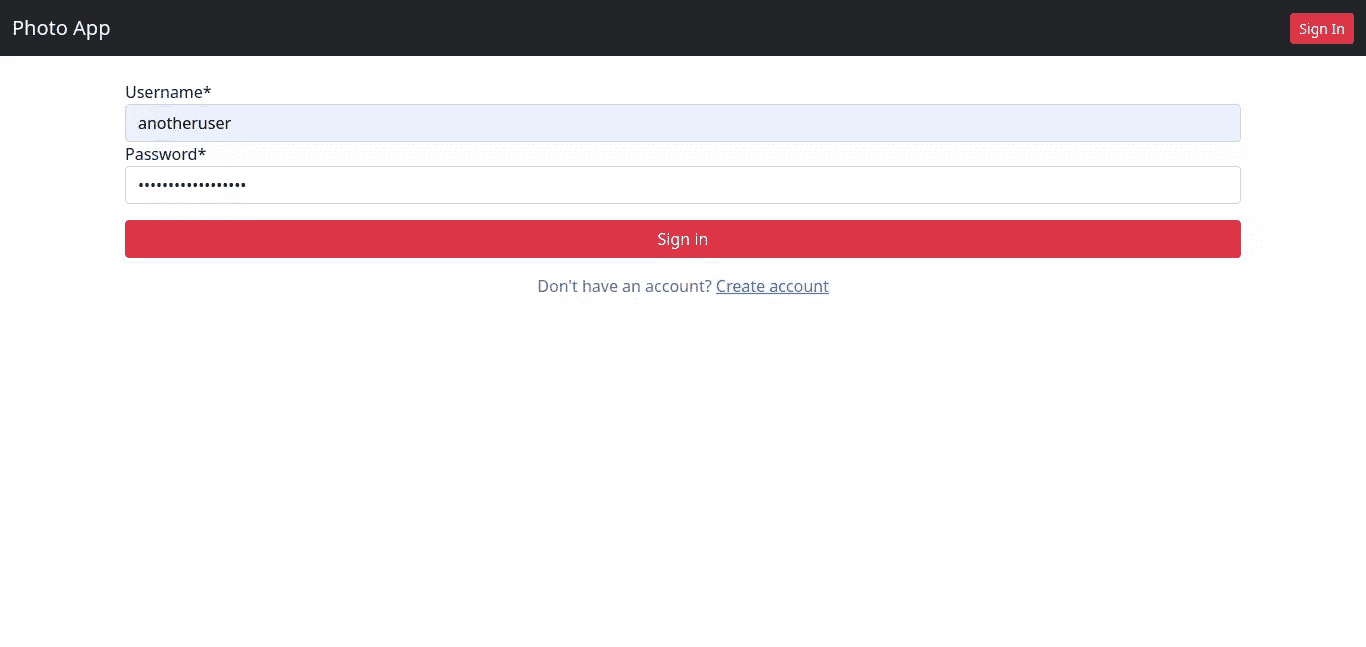 Photo App
Sign In
Username*
anotheruser
Password*
••••••••••••••••••
Sign in
Don't have an account? Create account